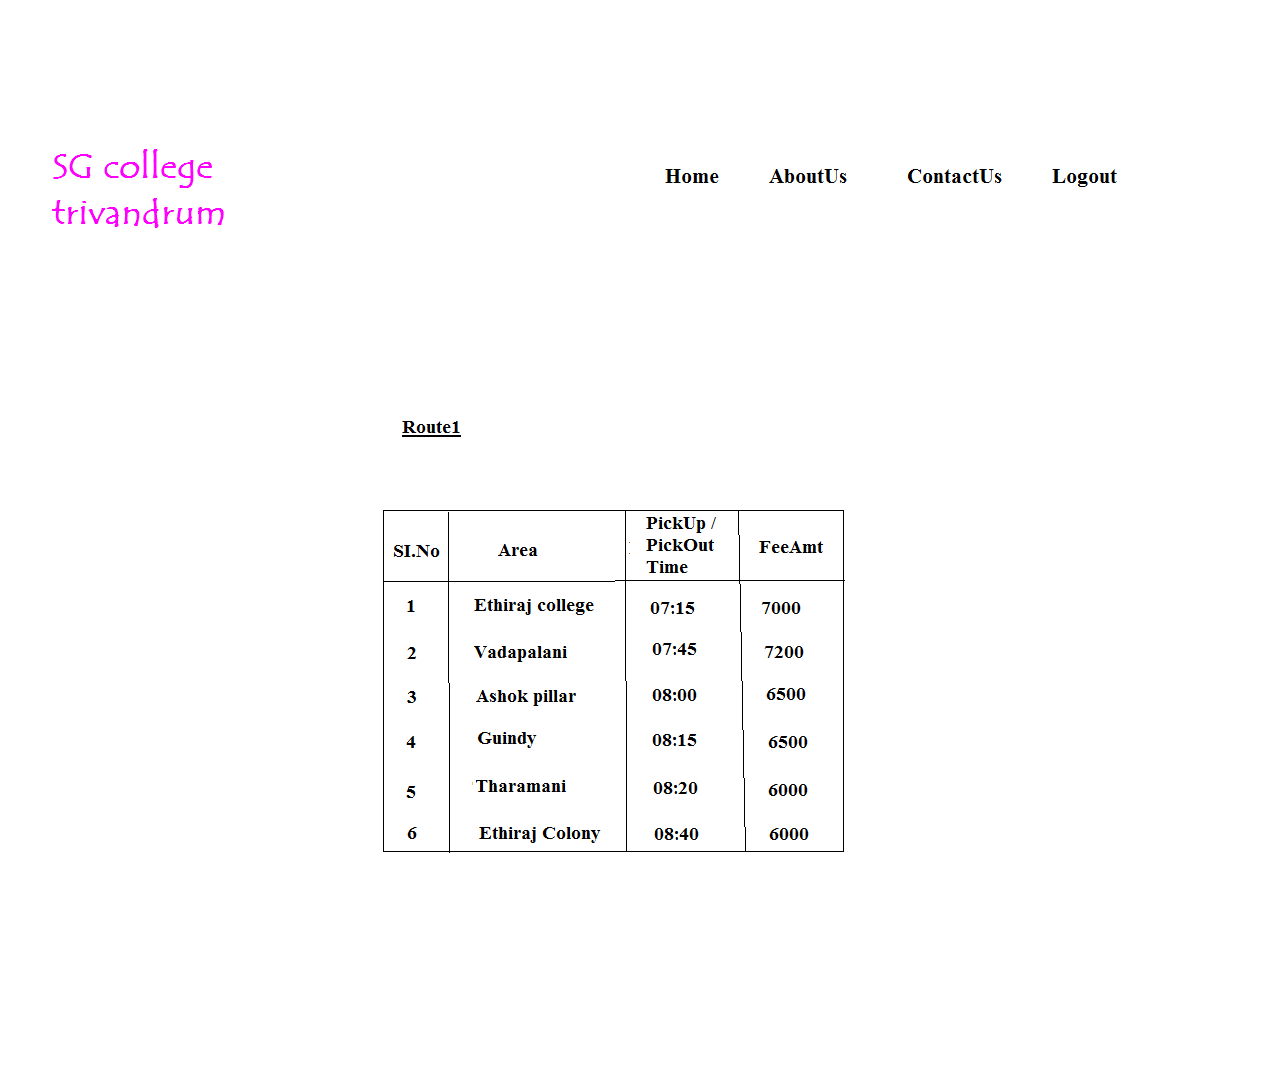 SG college
trivandrum
Home AboutUs ContactUs Logout
Route1
SI.No Area PickUp / PickOut Time FeeAmt
1 Ethiraj college 07:15 7000
2 Vadapalani 07:45 7200
3 Ashok pillar 08:00 6500
4 Guindy 08:15 6500
5 Tharamani 08:20 6000
6 Ethiraj Colony 08:40 6000